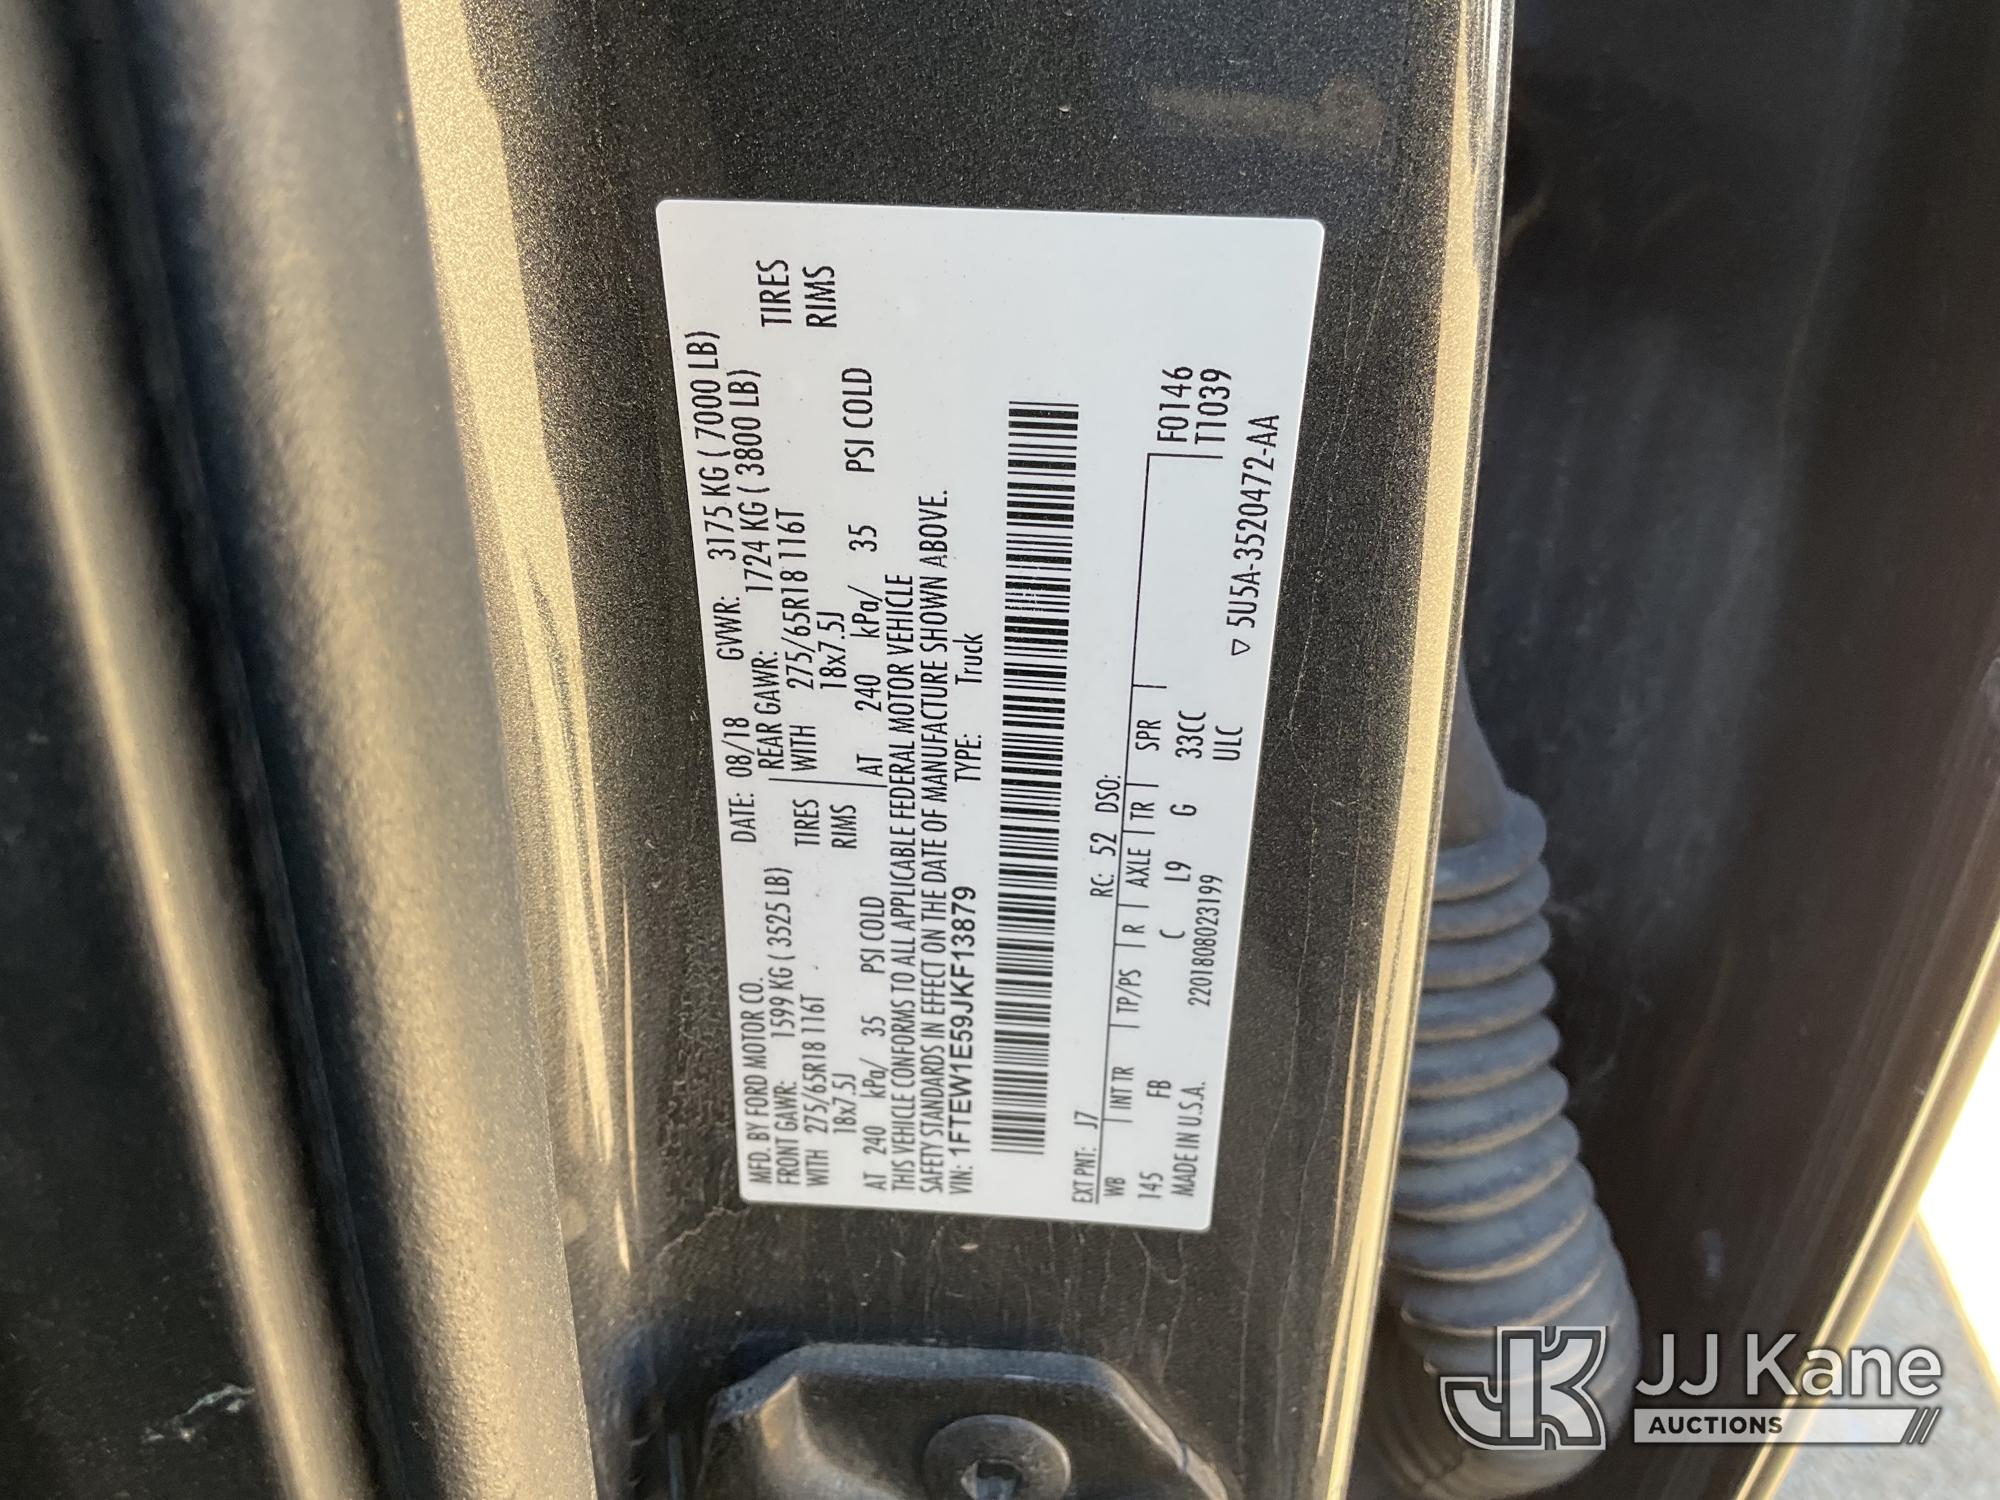 MFD. BY FORD MOTOR CO. DATE: 08/18 GVWR: 3175 KG ( 7000 LB)
FRONT GAWR: 1599 KG ( 3525 LB) REAR GAWR: 1724 KG ( 3800 LB)
WITH 275/65R18 116T TIRES WITH 275/65R18 116T TIRES
18x7.5J RIMS 18x7.5J RIMS
AT 240 kPa/ 35 PSI COLD AT 240 kPa/ 35 PSI COLD
THIS VEHICLE CONFORMS TO ALL APPLICABLE FEDERAL MOTOR VEHICLE
SAFETY STANDARDS IN EFFECT ON THE DATE OF MANUFACTURE SHOWN ABOVE.
VIN: 1FTEW1E59JKF13879 TYPE: Truck
EXT PNT: J7 RC: 52 DSO:
WB INT TR TP/PS R AXLE TR SPR F0146
145 FB C L9 G 33CC T1039
MADE IN U.S.A. 2201808023199 ULC
▽ 5U5A-3520472-AA
JK JJ Kane
AUCTIONS